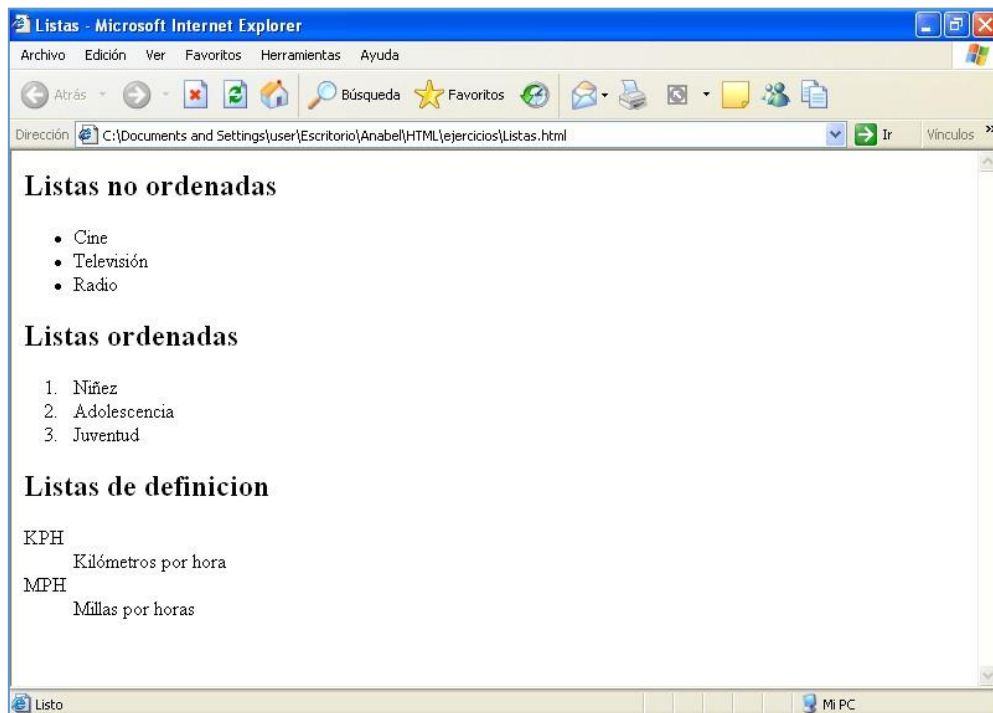 Listas - Microsoft Internet Explorer
Archivo Edición Ver Favoritos Herramientas Ayuda
Atrás Búsqueda Favoritos
Dirección C:\Documents and Settings\user\Escritorio\Anabel\HTML\ejercicios\Listas.html Ir Vínculos »
Listas no ordenadas
• Cine
• Televisión
• Radio
Listas ordenadas
1. Niñez
2. Adolescencia
3. Juventud
Listas de definicion
KPH
Kilómetros por hora
MPH
Millas por horas
Listo Mi PC